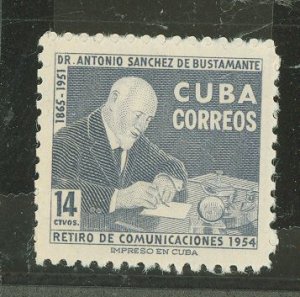 DR. ANTONIO SANCHEZ DE BUSTAMANTE
1865-1951
CUBA
CORREOS
14
CTVOS.
RETIRO DE COMUNICACIONES 1954
IMPRESO EN CUBA